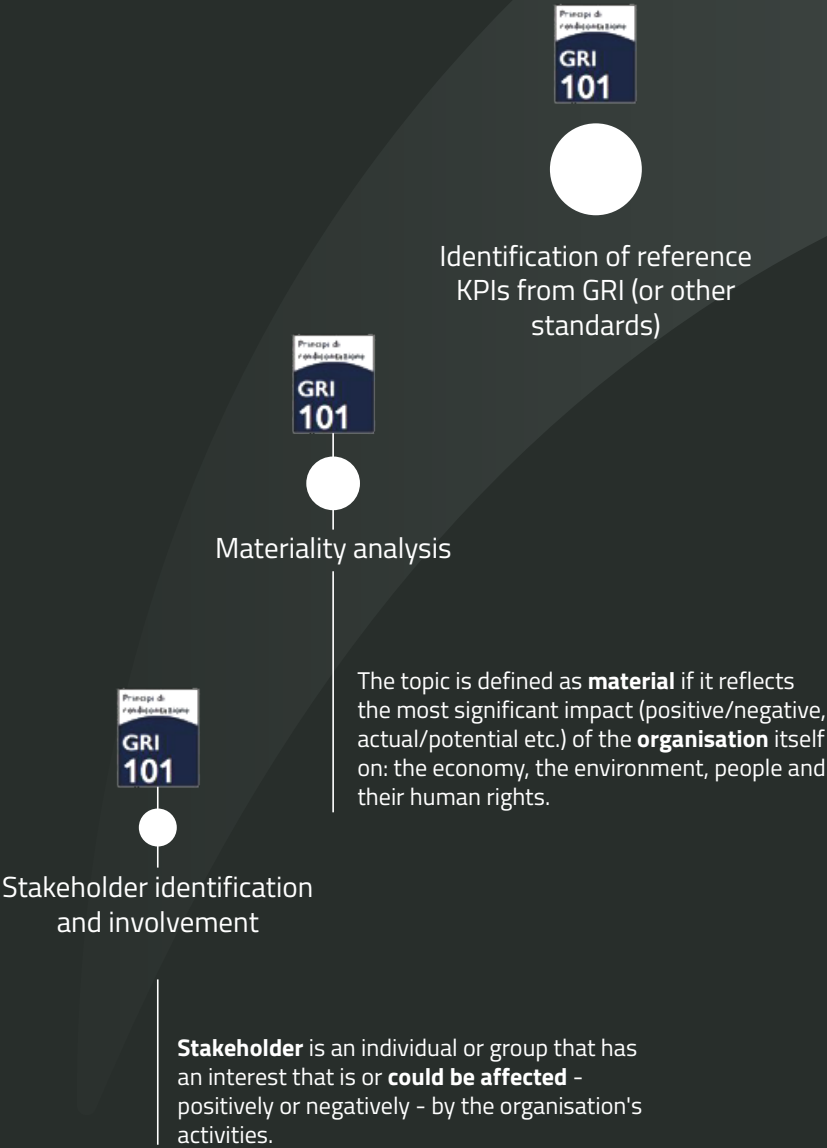 Principi di
rendicontazione
GRI
101
Identification of reference
KPIs from GRI (or other
standards)
Principi di
rendicontazione
GRI
101
Materiality analysis
The topic is defined as material if it reflects
the most significant impact (positive/negative,
actual/potential etc.) of the organisation itself
on: the economy, the environment, people and
their human rights.
Principi di
rendicontazione
GRI
101
Stakeholder identification
and involvement
Stakeholder is an individual or group that has
an interest that is or could be affected -
positively or negatively - by the organisation's
activities.